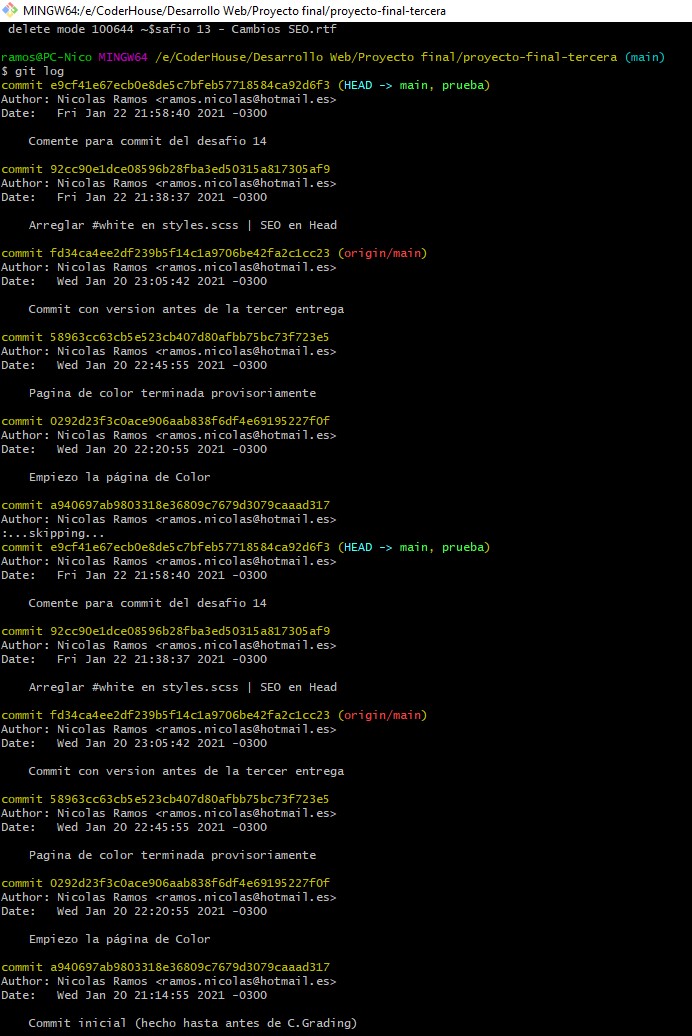 MINGW64:/e/CoderHouse/Desarrollo Web/Proyecto final/proyecto-final-tercera
delete mode 100644 ~$safio 13 - Cambios SEO.rtf
ramos@PC-Nico MINGW64 /e/CoderHouse/Desarrollo Web/Proyecto final/proyecto-final-tercera (main)
$ git log
commit e9cf41e67ecb0e8de5c7bfeb57718584ca92d6f3 (HEAD -> main, prueba)
Author: Nicolas Ramos <ramos.nicolas@hotmail.es>
Date:   Fri Jan 22 21:58:40 2021 -0300
Comente para commit del desafio 14
commit 92cc90e1dce08596b28fba3ed50315a817305af9
Author: Nicolas Ramos <ramos.nicolas@hotmail.es>
Date:   Fri Jan 22 21:38:37 2021 -0300
Arreglar #white en styles.scss | SEO en Head
commit fd34ca4ee2df239b5f14c1a9706be42fa2c1cc23 (origin/main)
Author: Nicolas Ramos <ramos.nicolas@hotmail.es>
Date:   Wed Jan 20 23:05:42 2021 -0300
Commit con version antes de la tercer entrega
commit 58963cc63cb5e523cb407d80afbb75bc73f723e5
Author: Nicolas Ramos <ramos.nicolas@hotmail.es>
Date:   Wed Jan 20 22:45:55 2021 -0300
Pagina de color terminada provisoriamente
commit 0292d23f3c0ace906aab838f6df4e69195227f0f
Author: Nicolas Ramos <ramos.nicolas@hotmail.es>
Date:   Wed Jan 20 22:20:55 2021 -0300
Empiezo la página de Color
commit a940697ab9803318e36809c7679d3079caaad317
Author: Nicolas Ramos <ramos.nicolas@hotmail.es>
:...skipping...
commit e9cf41e67ecb0e8de5c7bfeb57718584ca92d6f3 (HEAD -> main, prueba)
Author: Nicolas Ramos <ramos.nicolas@hotmail.es>
Date:   Fri Jan 22 21:58:40 2021 -0300
Comente para commit del desafio 14
commit 92cc90e1dce08596b28fba3ed50315a817305af9
Author: Nicolas Ramos <ramos.nicolas@hotmail.es>
Date:   Fri Jan 22 21:38:37 2021 -0300
Arreglar #white en styles.scss | SEO en Head
commit fd34ca4ee2df239b5f14c1a9706be42fa2c1cc23 (origin/main)
Author: Nicolas Ramos <ramos.nicolas@hotmail.es>
Date:   Wed Jan 20 23:05:42 2021 -0300
Commit con version antes de la tercer entrega
commit 58963cc63cb5e523cb407d80afbb75bc73f723e5
Author: Nicolas Ramos <ramos.nicolas@hotmail.es>
Date:   Wed Jan 20 22:45:55 2021 -0300
Pagina de color terminada provisoriamente
commit 0292d23f3c0ace906aab838f6df4e69195227f0f
Author: Nicolas Ramos <ramos.nicolas@hotmail.es>
Date:   Wed Jan 20 22:20:55 2021 -0300
Empiezo la página de Color
commit a940697ab9803318e36809c7679d3079caaad317
Author: Nicolas Ramos <ramos.nicolas@hotmail.es>
Date:   Wed Jan 20 21:14:55 2021 -0300
Commit inicial (hecho hasta antes de C.Grading)